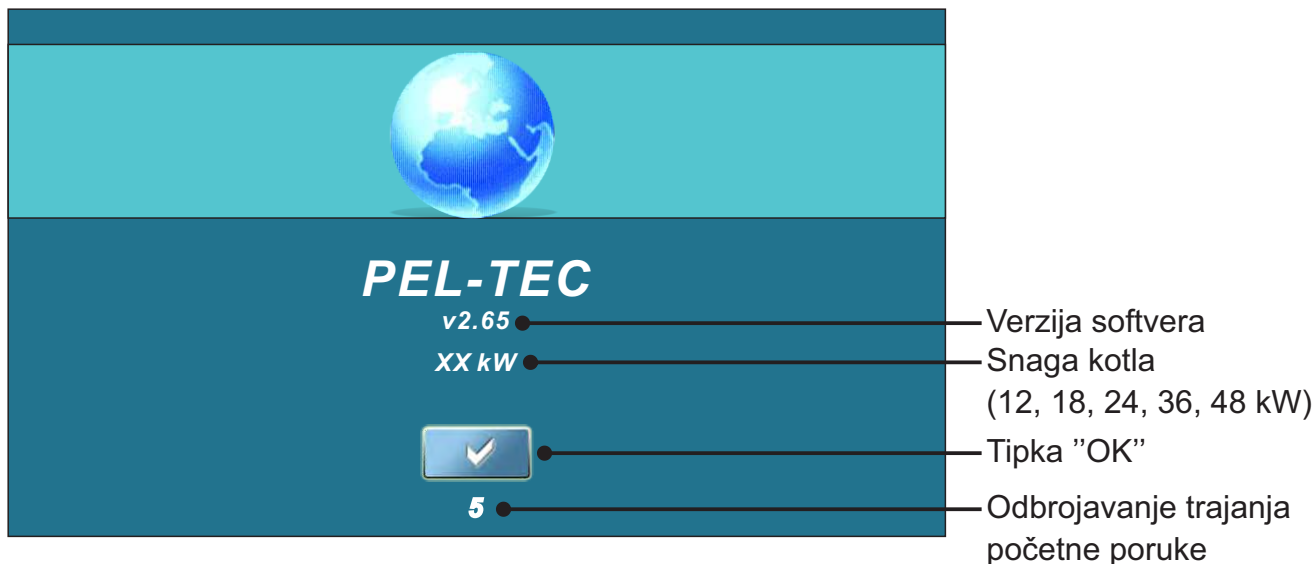 PEL-TEC
v2.65
Verzija softvera
XX kW
Snaga kotla
(12, 18, 24, 36, 48 kW)
Tipka ’’OK’’
5
Odbrojavanje trajanja
početne poruke